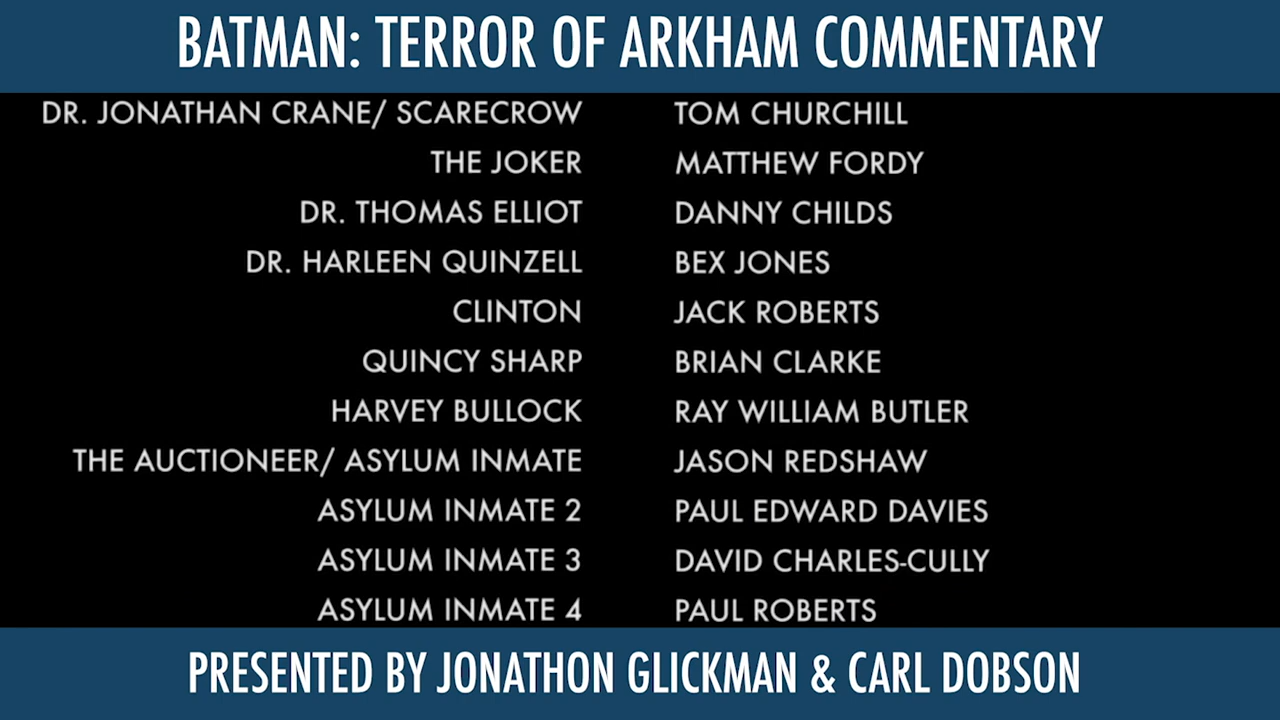 BATMAN: TERROR OF ARKHAM COMMENTARY
DR. JONATHAN CRANE/ SCARECROW TOM CHURCHILL
THE JOKER MATTHEW FORDY
DR. THOMAS ELLIOT DANNY CHILDS
DR. HARLEEN QUINZELL BEX JONES
CLINTON JACK ROBERTS
QUINCY SHARP BRIAN CLARKE
HARVEY BULLOCK RAY WILLIAM BUTLER
THE AUCTIONEER/ ASYLUM INMATE JASON REDSHAW
ASYLUM INMATE 2 PAUL EDWARD DAVIES
ASYLUM INMATE 3 DAVID CHARLES-CULLY
ASYLUM INMATE 4 PAUL ROBERTS
PRESENTED BY JONATHON GLICKMAN & CARL DOBSON